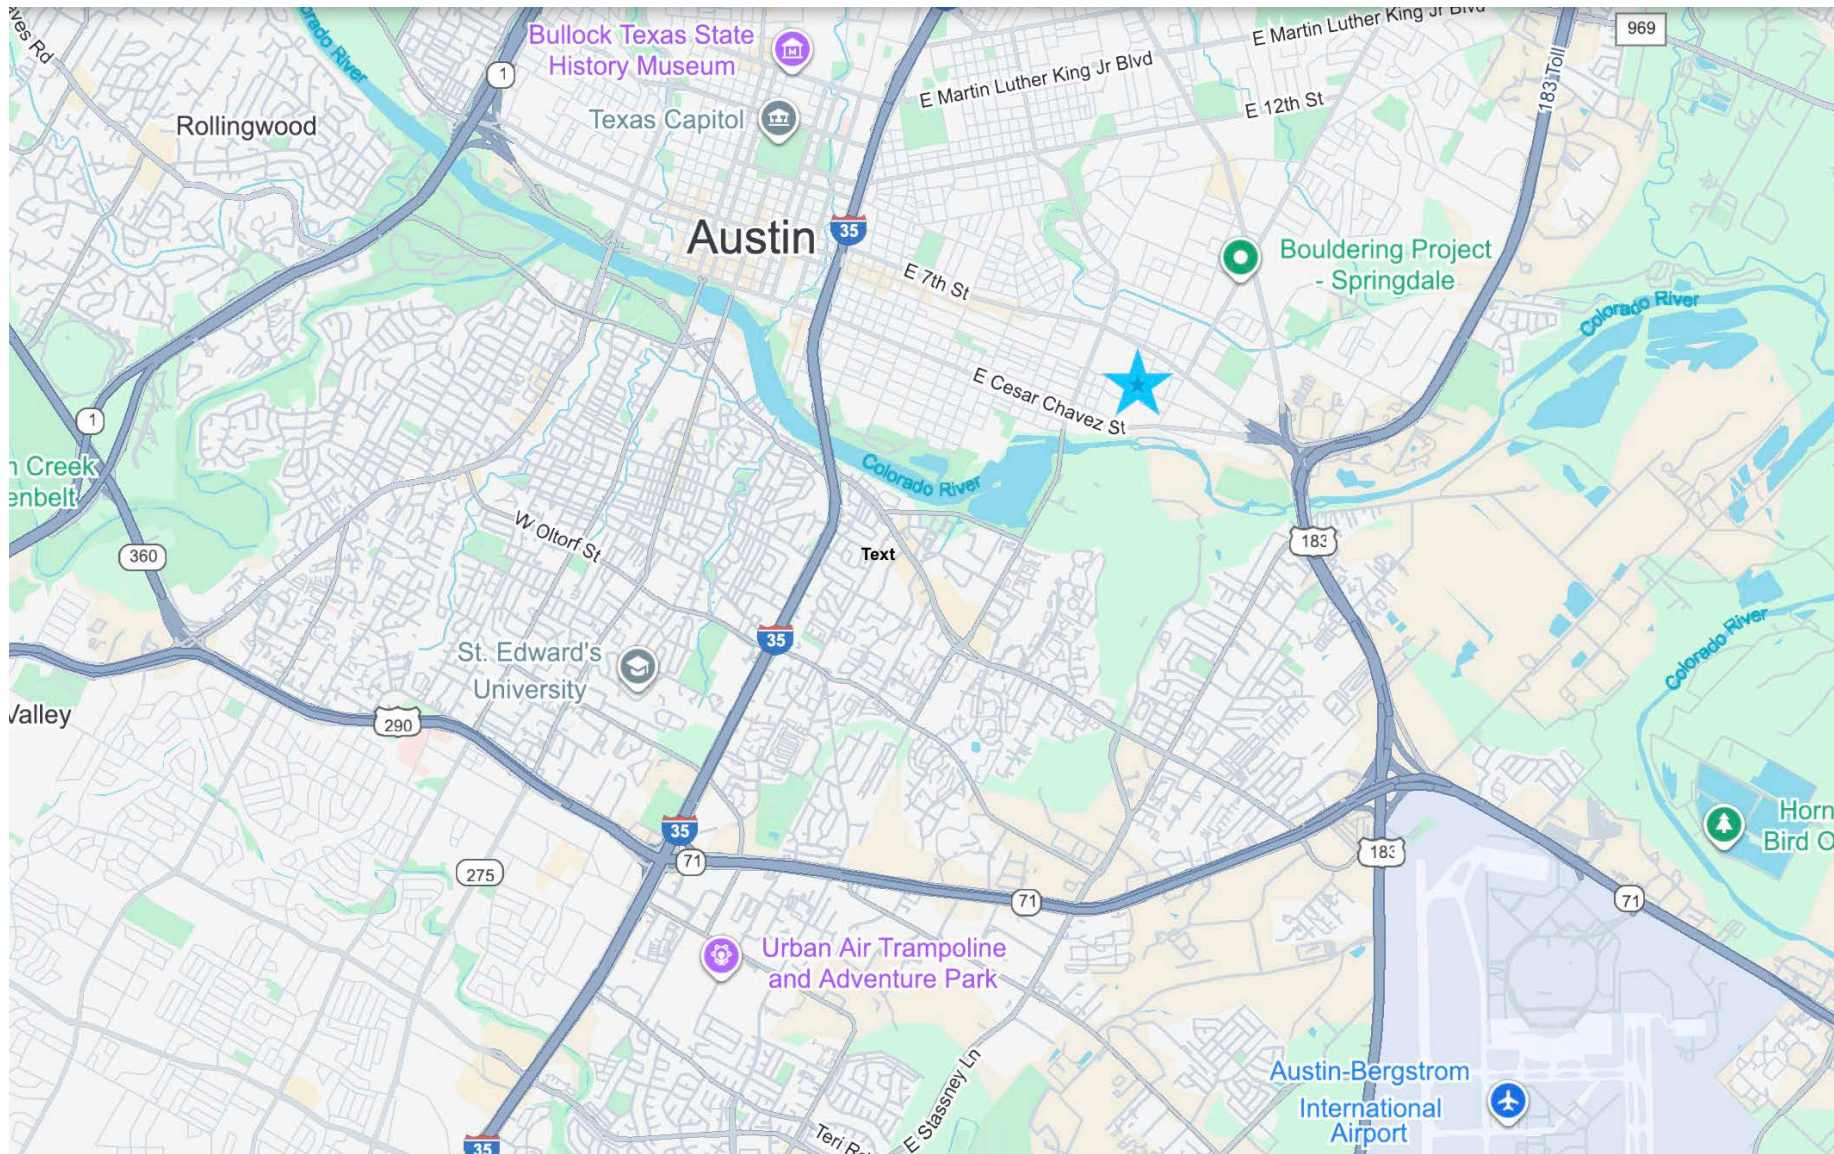 969
E Martin Luther King Jr Blvd
Bullock Texas State
History Museum
Colorado River
1
E Martin Luther King Jr Blvd
183 Toll
Texas Capitol
E 12th St
Rollingwood
Austin
35
Bouldering Project
- Springdale
E 7th St
Colorado River
E Cesar Chavez St
1
Creek
Colorado River
W Oltorf St
183
Text
360
35
St. Edward's
University
Colorado River
Valley
290
35
71
275
183
71
71
Horn
Bird O
Urban Air Trampoline
and Adventure Park
Austin-Bergstrom
International
Airport
E Stassney Ln
Teri
35